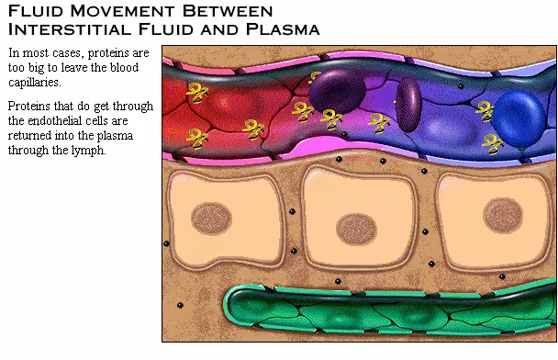 Fluid Movement Between
Interstitial Fluid and Plasma
In most cases, proteins are
too big to leave the blood
capillaries.
Proteins that do get through
the endothelial cells are
returned into the plasma
through the lymph.